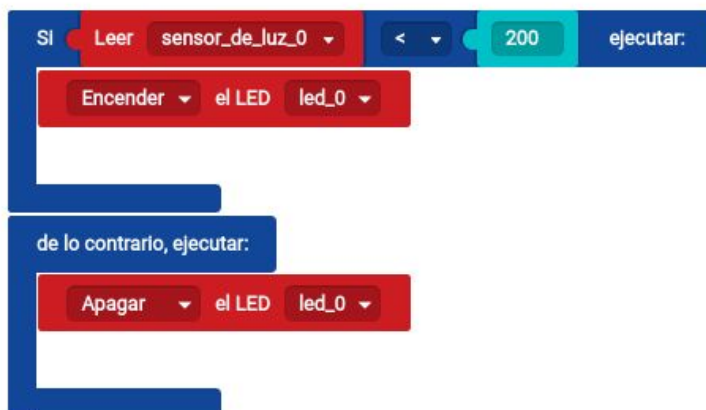 SI Leer sensor_de_luz_0 < 200 ejecutar:
Encender el LED led_0
de lo contrario, ejecutar:
Apagar el LED led_0